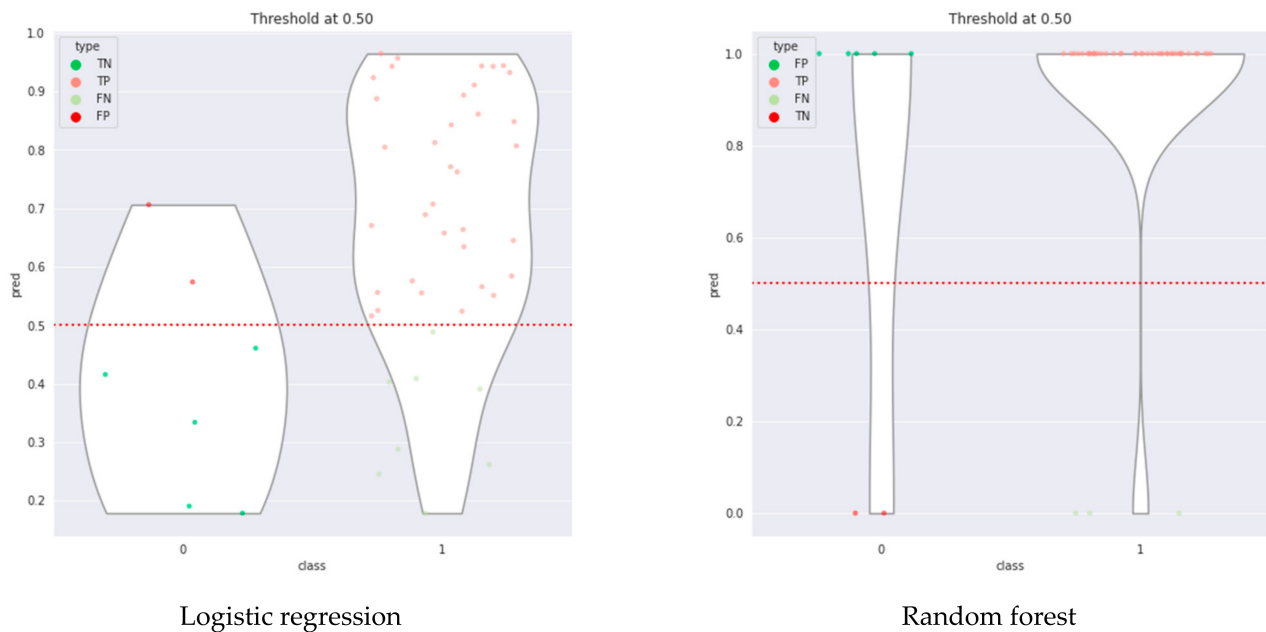 Threshold at 0.50
type
TN
TP
FN
FP
1.0
0.9
0.8
0.7
0.6
0.5
0.4
0.3
0.2
pred
0 1
class
Logistic regression
Threshold at 0.50
type
FP
TP
FN
TN
1.0
0.8
0.6
0.4
0.2
0.0
pred
0 1
class
Random forest